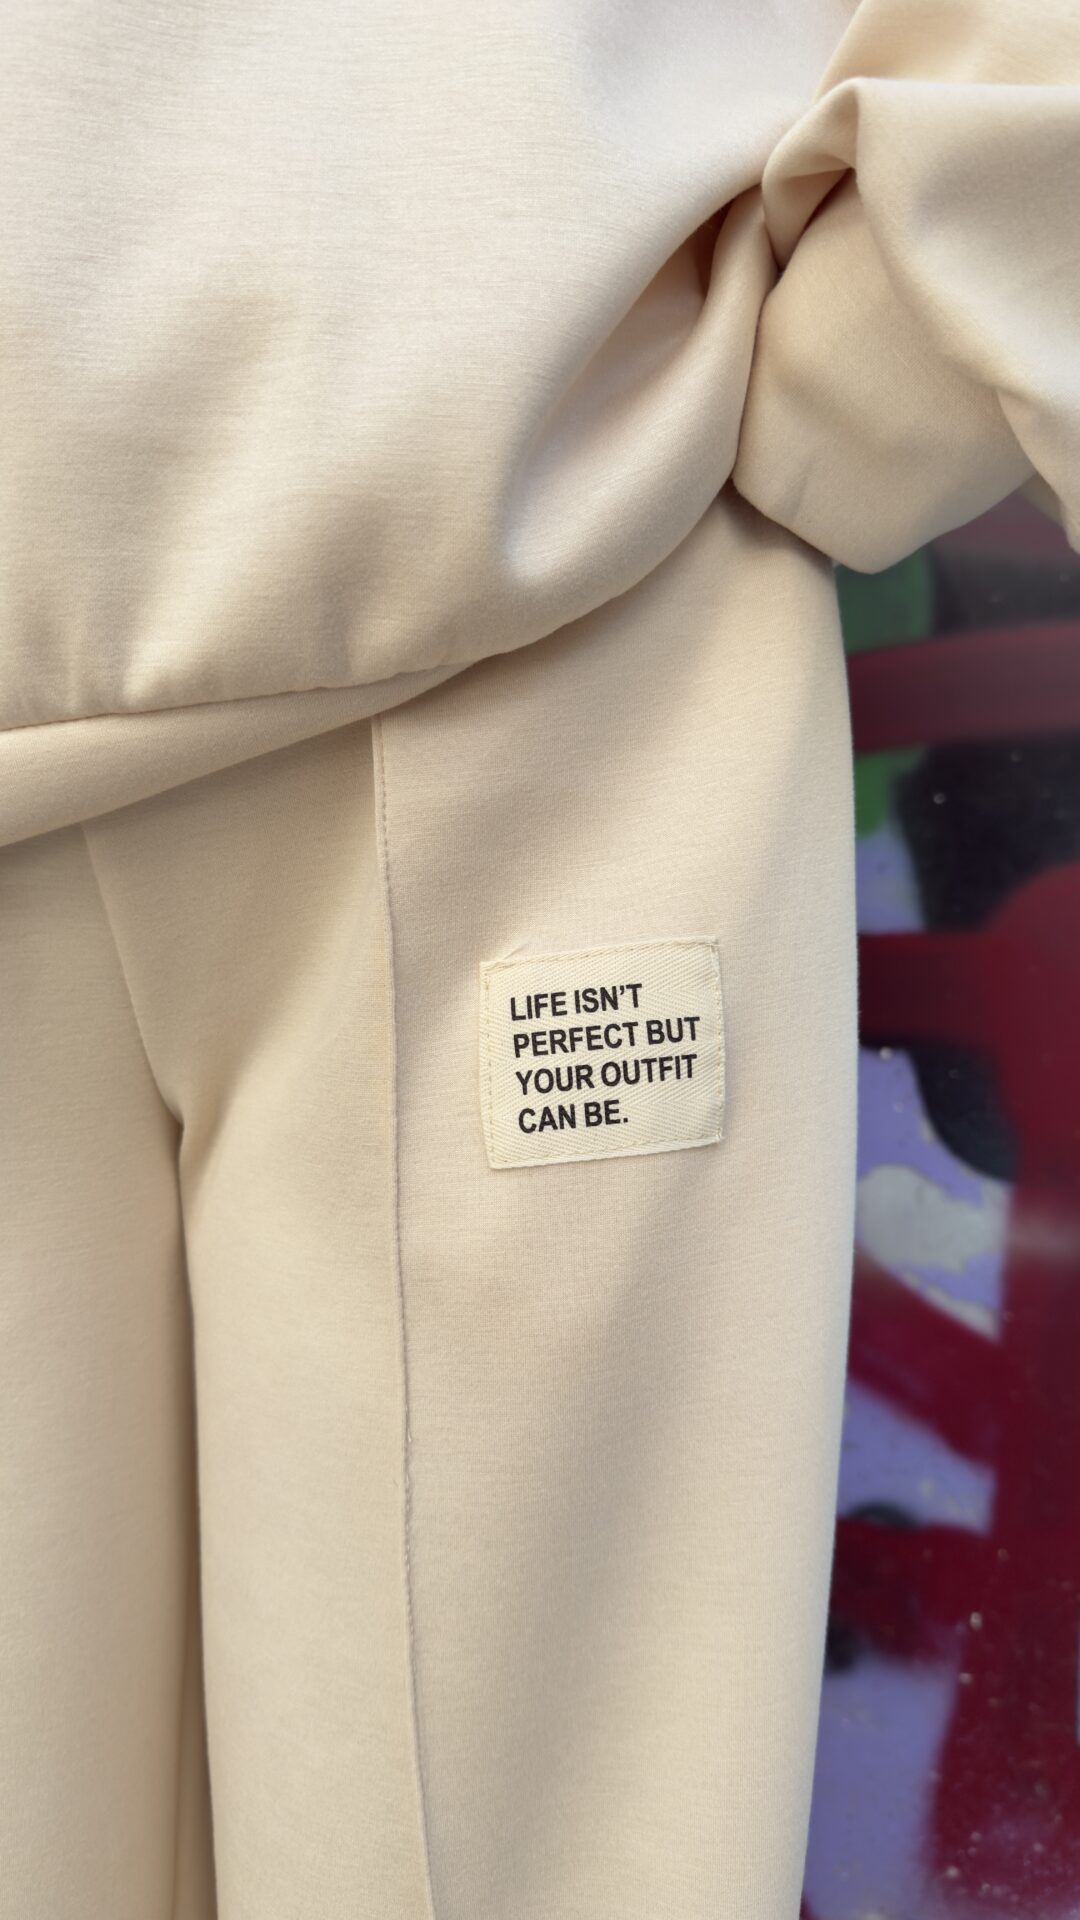 LIFE ISN’T
PERFECT BUT
YOUR OUTFIT
CAN BE.